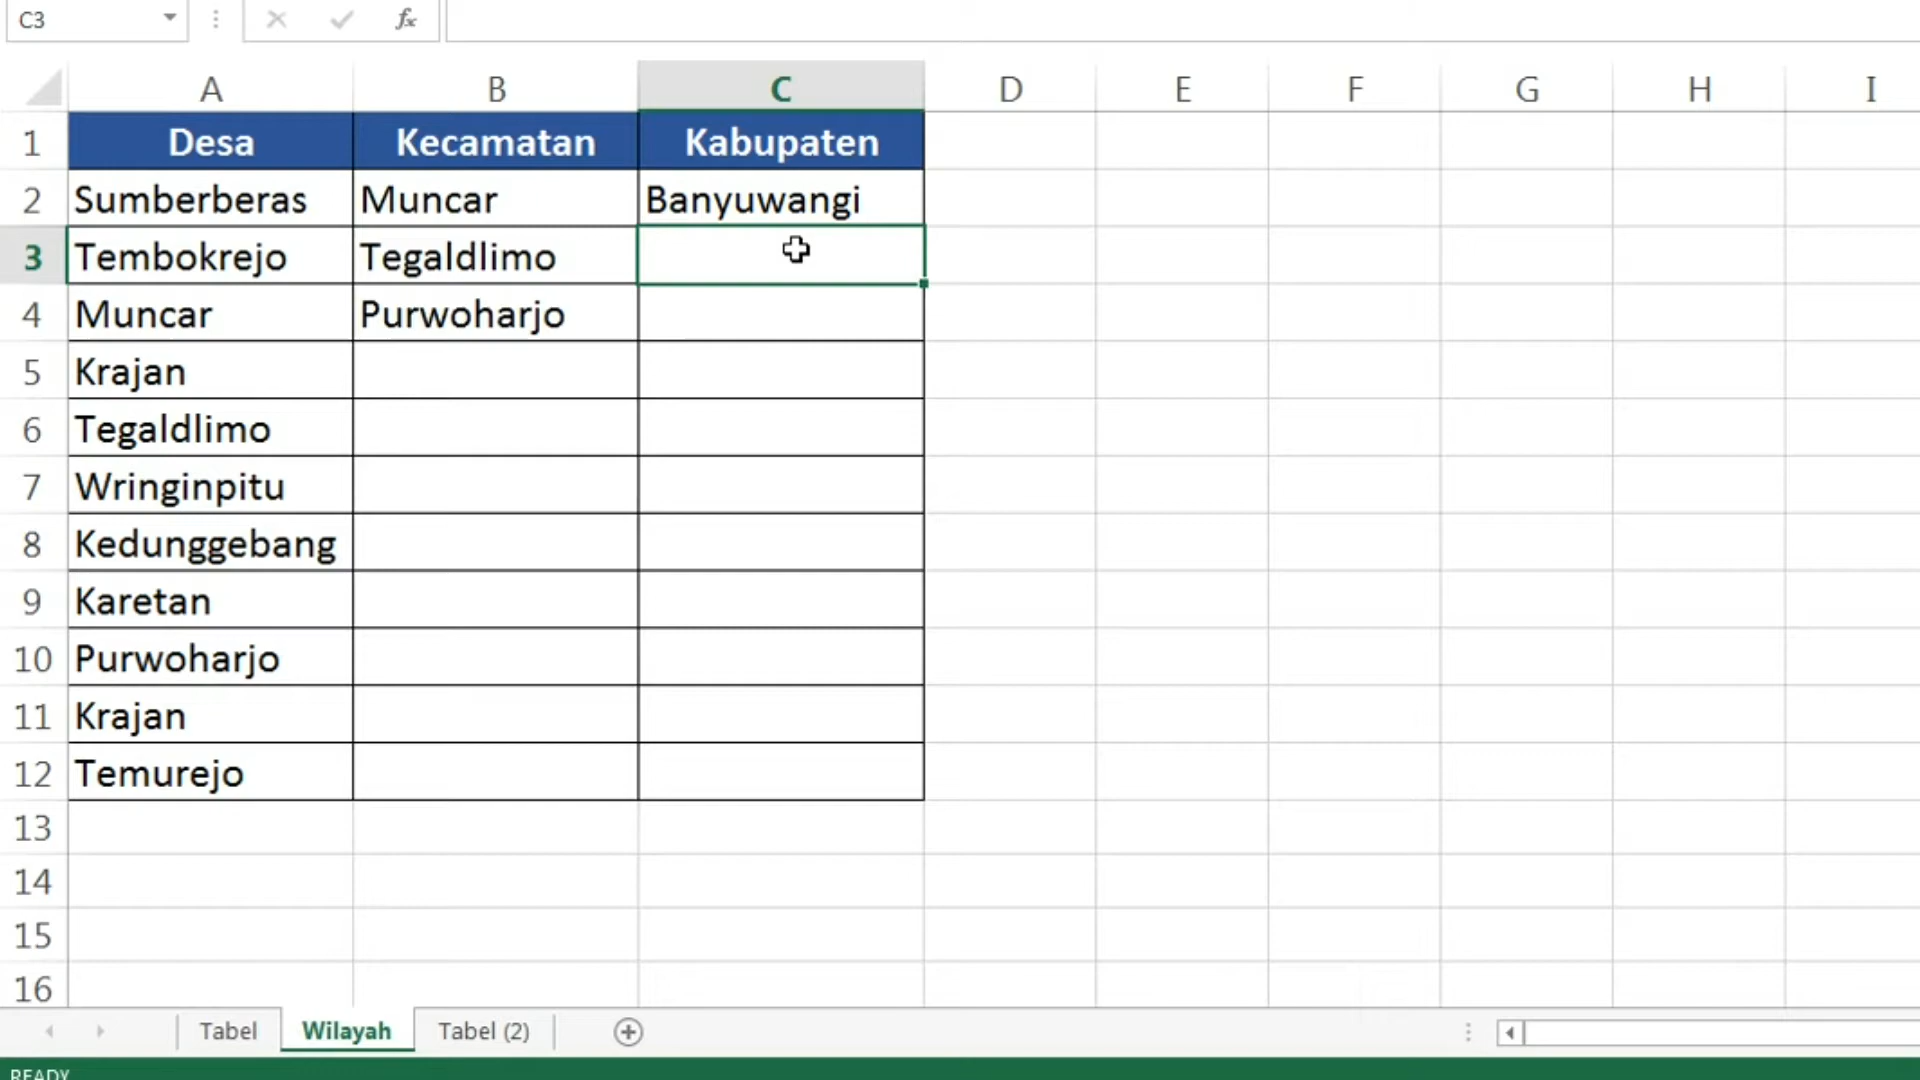 C3 fx
A B C D E F G H I
1 Desa Kecamatan Kabupaten
2 Sumberberas Muncar Banyuwangi
3 Tembokrejo Tegaldlimo
4 Muncar Purwoharjo
5 Krajan
6 Tegaldlimo
7 Wringinpitu
8 Kedunggebang
9 Karetan
10 Purwoharjo
11 Krajan
12 Temurejo
13
14
15
16
Tabel Wilayah Tabel (2)
READY